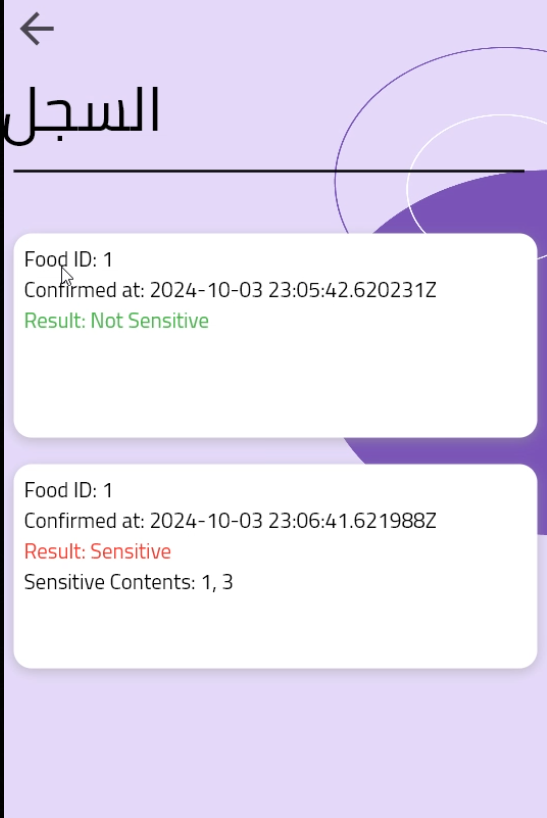 السجل
Food ID: 1
Confirmed at: 2024-10-03 23:05:42.620231Z
Result: Not Sensitive
Food ID: 1
Confirmed at: 2024-10-03 23:06:41.621988Z
Result: Sensitive
Sensitive Contents: 1, 3